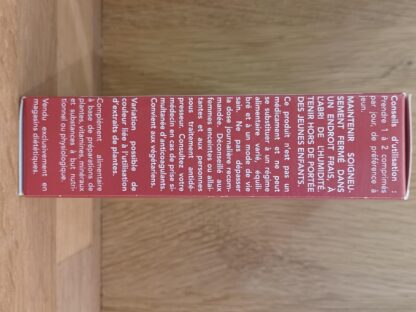 Conseils d'utilisation
Prendre 1 à 2 comprimés
par jour, de préférence à
jeun.
MAINTENIR SOIGNEU-
SEMENT FERMÉ DANS
UN ENDROIT FRAIS, À
L'ABRI DE L'HUMIDITÉ.
TENIR HORS DE PORTÉE
DES JEUNES ENFANTS.
Ce produit n'est pas un
médicament et ne peut
se substituer à un régime
alimentaire varié, équili-
bré et à un mode de vie
sain. Ne pas dépasser
la dose journalière recom-
mandée. Déconseillé aux
femmes enceintes ou allai-
tantes et aux personnes
sous traitement antidé-
presseur. Consultez votre
médecin en cas de prise si-
multanée d'anticoagulants.
Convient aux végétariens.
Variation possible de
couleur liée à l'utilisation
d'extraits de plantes.
Complément alimentaire
à base de préparations de
plantes, vitamines, minéraux
et substances à but nutri-
tionnel ou physiologique.
Vendu exclusivement en
magasins diététiques.